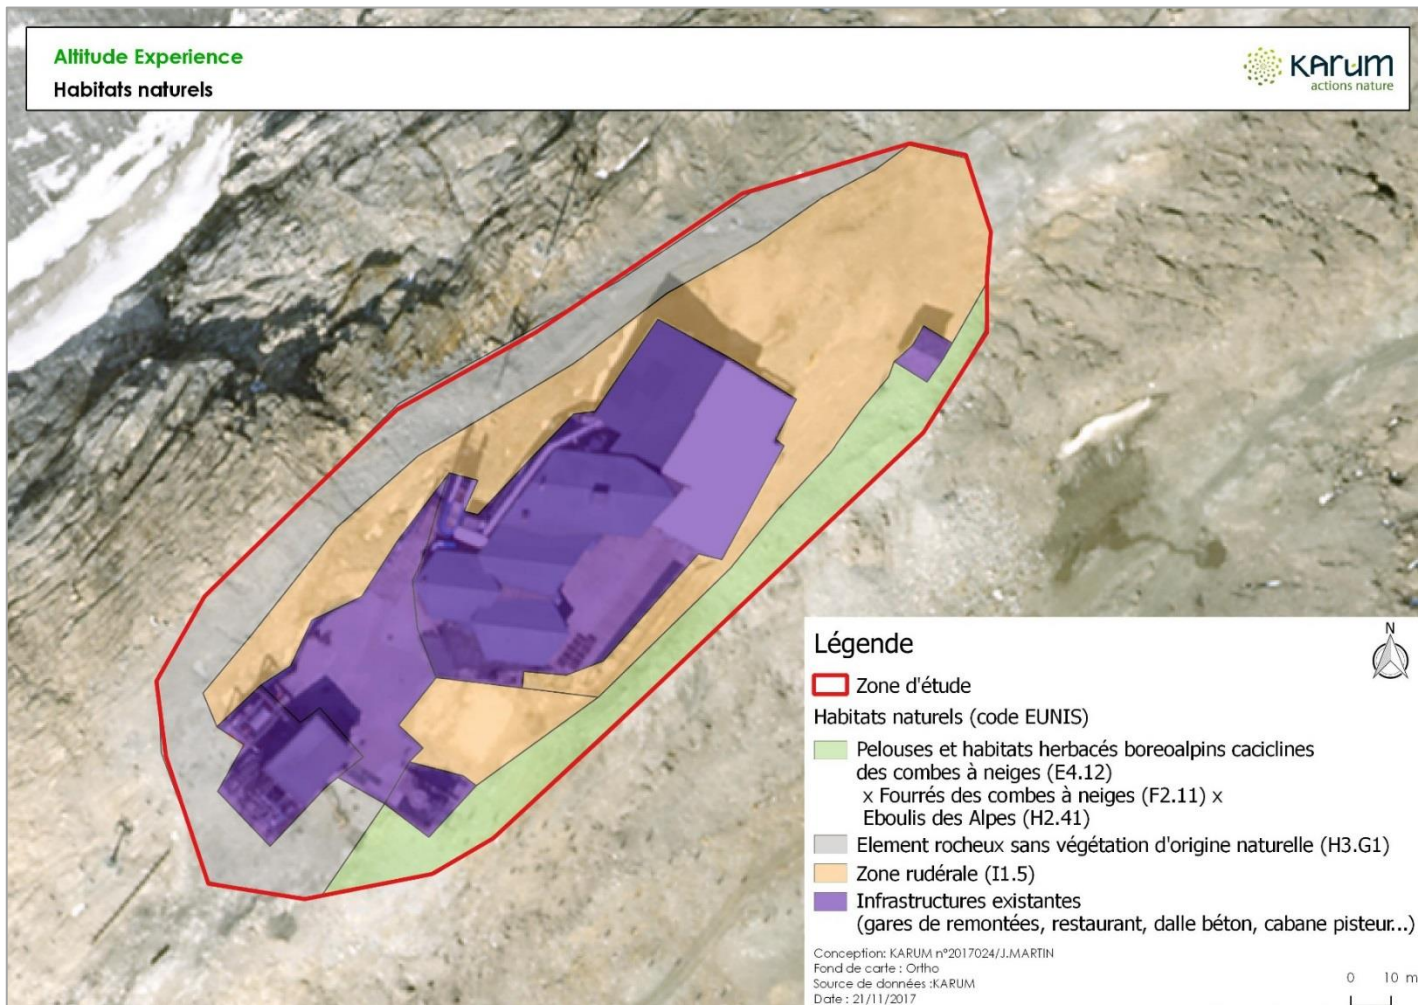 Altitude Experience
Habitats naturels
KARUM
actions nature
Légende
N
Zone d'étude
Habitats naturels (code EUNIS)
Pelouses et habitats herbacés boreoalpins caciclines
des combes à neiges (E4.12)
x Fourrés des combes à neiges (F2.11) x
Eboulis des Alpes (H2.41)
Element rocheux sans végétation d'origine naturelle (H3.G1)
Zone rudérale (I1.5)
Infrastructures existantes
(gares de remontées, restaurant, dalle béton, cabane pisteur...)
Conception: KARUM n°2017024/J.MARTIN
Fond de carte : Ortho
Source de données :KARUM
Date : 21/11/2017
0 10 m